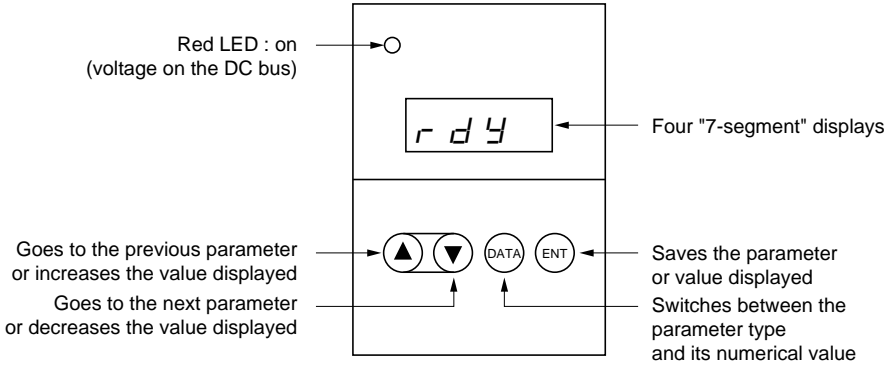 Red LED : on
(voltage on the DC bus)
rdY
Four "7-segment" displays
Goes to the previous parameter
or increases the value displayed
Goes to the next parameter
or decreases the value displayed
DATA
ENT
Saves the parameter
or value displayed
Switches between the
parameter type
and its numerical value